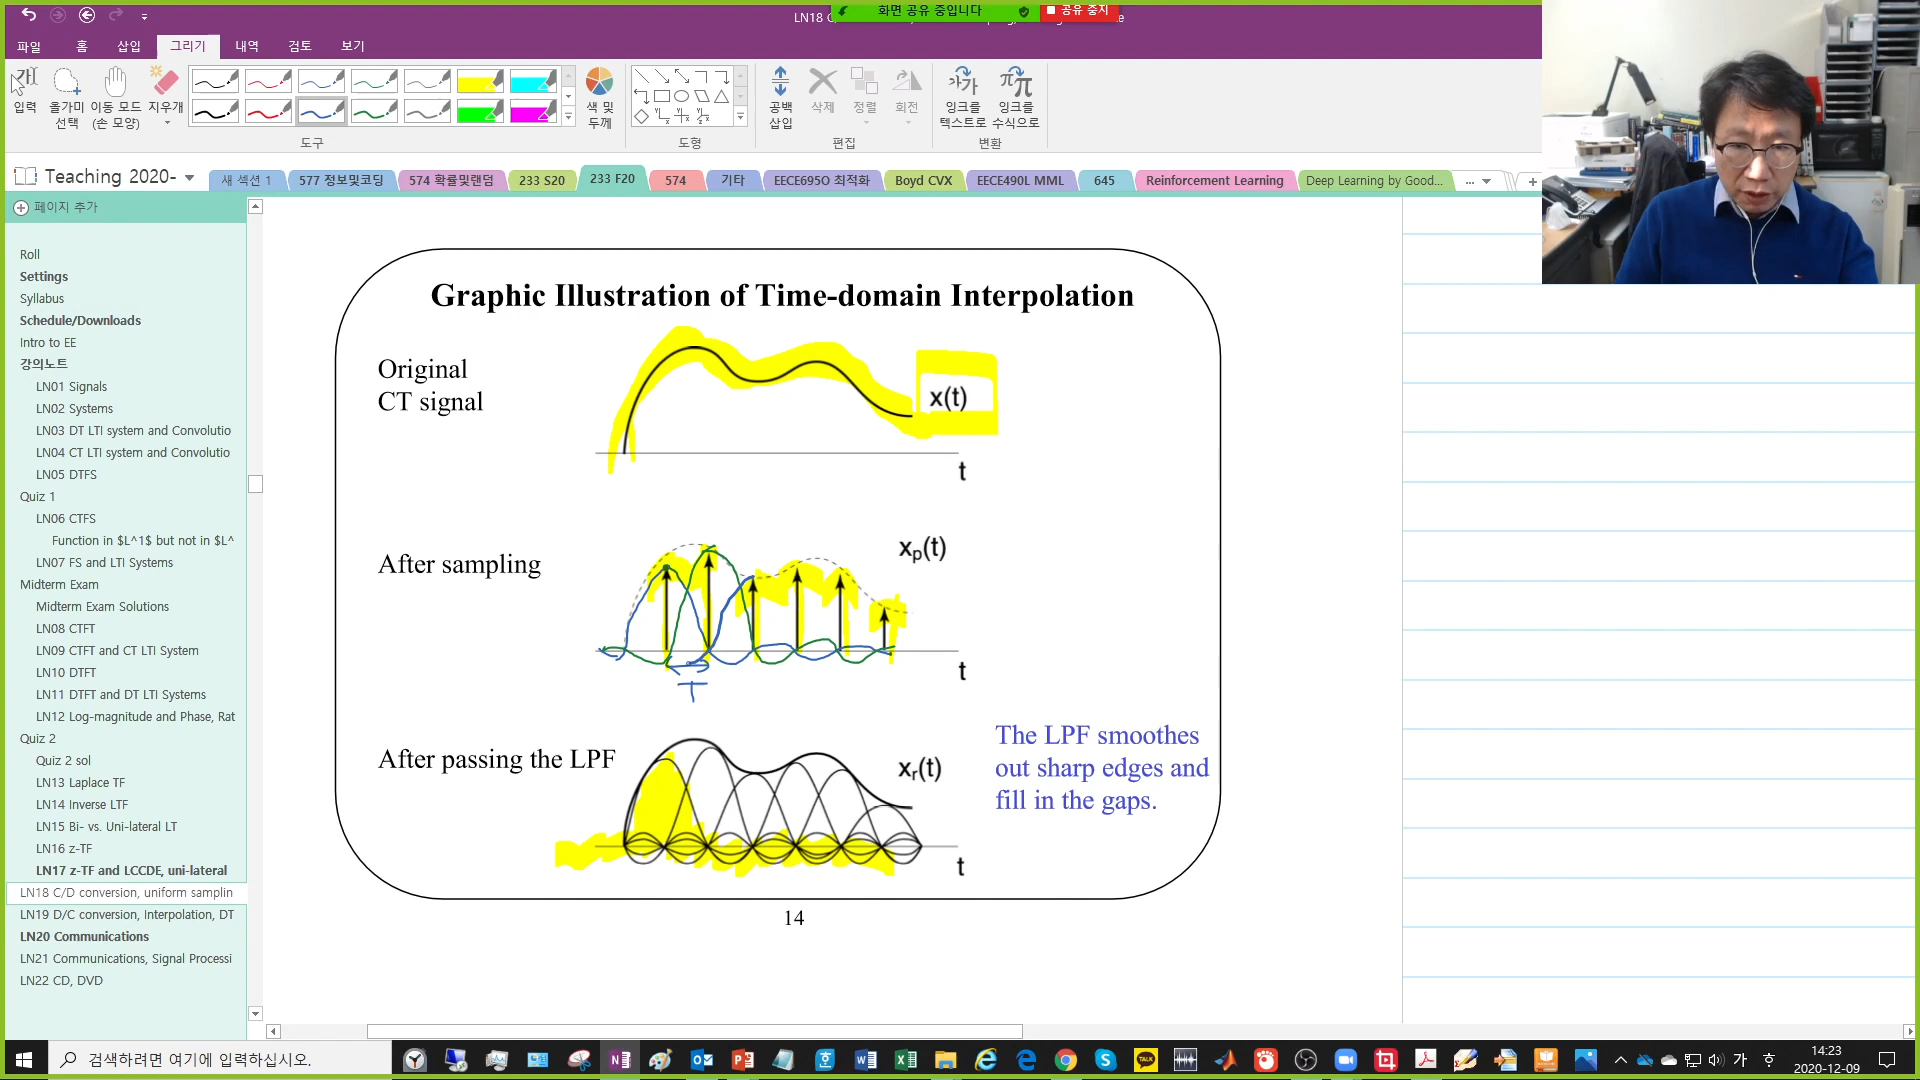 LN18 C
화면 공유 중입니다
공유 중지
파일
홈
삽입
그리기
내역
검토
보기
입력
올가미
선택
이동 모드
(손 모양)
지우개
색 및
두께
공백
삽입
삭제
정렬
회전
잉크를
텍스트로
잉크를
수식으로
도구
도형
편집
변환
Teaching 2020-
새 섹션 1
577 정보및코딩
574 확률및랜덤
233 S20
233 F20
574
기타
EECE695O 최적화
Boyd CVX
EECE490L MML
645
Reinforcement Learning
Deep Learning by Good...
페이지 추가
Roll
Settings
Syllabus
Schedule/Downloads
Intro to EE
강의노트
LN01 Signals
LN02 Systems
LN03 DT LTI system and Convolutio
LN04 CT LTI system and Convolutio
LN05 DTFS
Quiz 1
LN06 CTFS
Function in $L^1$ but not in $L^
LN07 FS and LTI Systems
Midterm Exam
Midterm Exam Solutions
LN08 CTFT
LN09 CTFT and CT LTI System
LN10 DTFT
LN11 DTFT and DT LTI Systems
LN12 Log-magnitude and Phase, Rat
Quiz 2
Quiz 2 sol
LN13 Laplace TF
LN14 Inverse LTF
LN15 Bi- vs. Uni-lateral LT
LN16 z-TF
LN17 z-TF and LCCDE, uni-lateral
LN18 C/D conversion, uniform samplin
LN19 D/C conversion, Interpolation, DT
LN20 Communications
LN21 Communications, Signal Processi
LN22 CD, DVD
Graphic Illustration of Time-domain Interpolation
Original
CT signal
x(t)
t
After sampling
xp(t)
t
T
After passing the LPF
xr(t)
t
The LPF smoothes
out sharp edges and
fill in the gaps.
14
검색하려면 여기에 입력하십시오.
가
14:23
2020-12-09